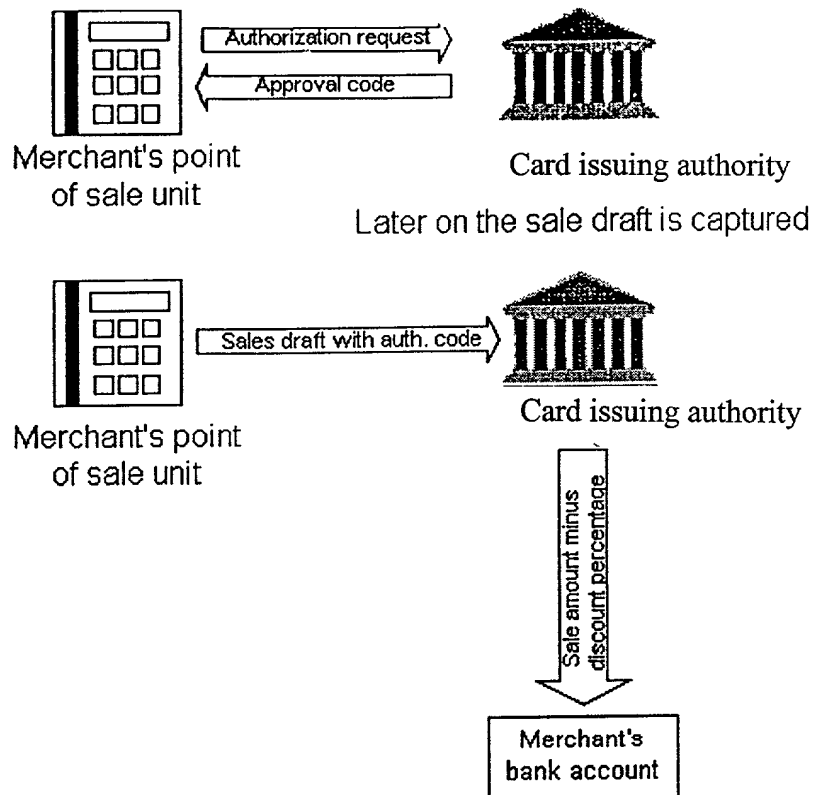 Authorization request
Approval code
Merchant's point
of sale unit
Card issuing authority
Later on the sale draft is captured
Sales draft with auth. code
Merchant's point
of sale unit
Card issuing authority
Sale amount minus
discount percentage
Merchant's
bank account